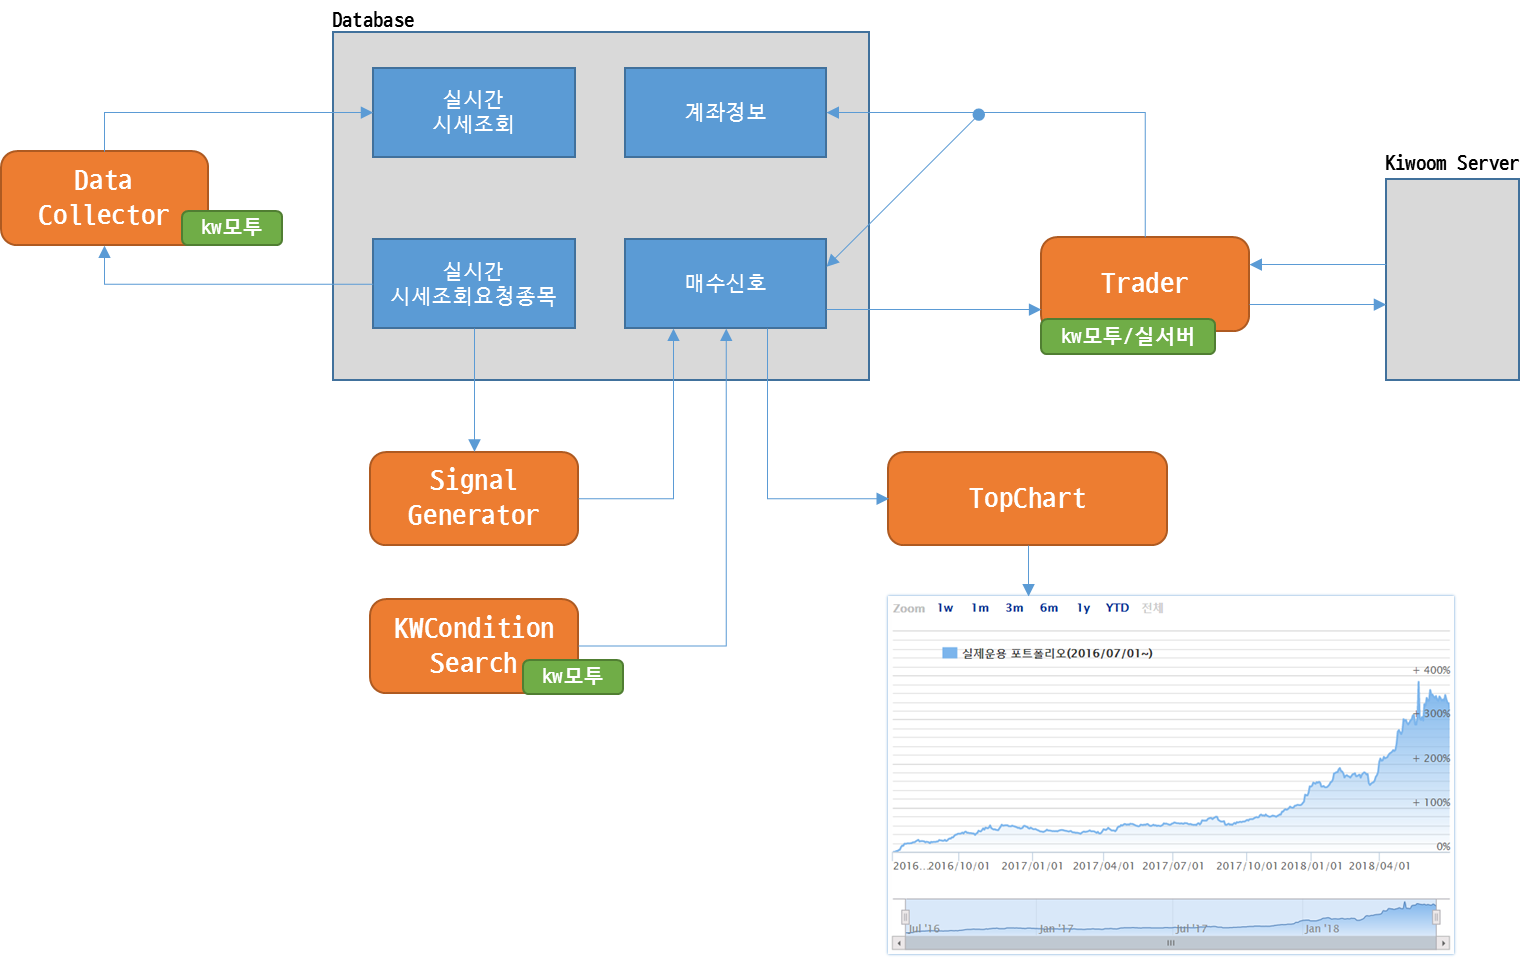 Database
실시간
시세조회
계좌정보
Data
Collector
kw모투
Kiwoom Server
실시간
시세조회요청종목
매수신호
Trader
kw모투/실서버
Signal
Generator
TopChart
KWCondition
Search
kw모투
Zoom 1w 1m 3m 6m 1y YTD 전체
실제운용 포트폴리오(2016/07/01~)
+ 400%
+ 300%
+ 200%
+ 100%
0%
2016... 2016/10/01 2017/01/01 2017/04/01 2017/07/01 2017/10/01 2018/01/01 2018/04/01
Jul '16 Jan '17 Jul '17 Jan '18